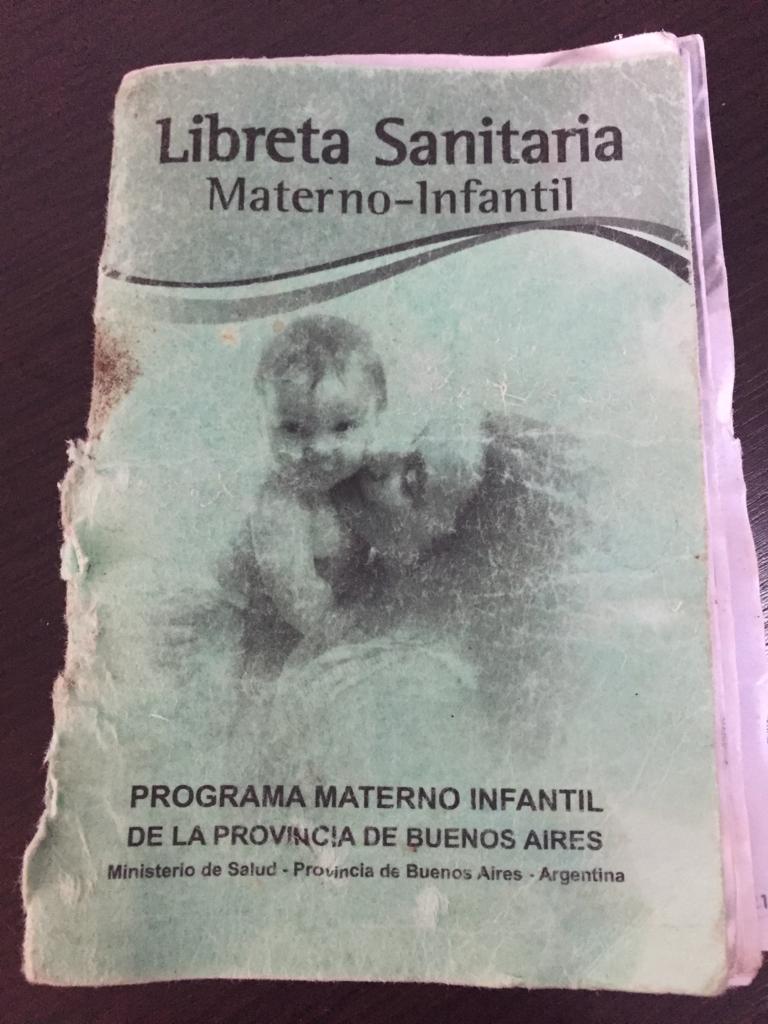 Libreta Sanitaria
Materno-Infantil
PROGRAMA MATERNO INFANTIL
DE LA PROVINCIA DE BUENOS AIRES
Ministerio de Salud - Provincia de Buenos Aires - Argentina